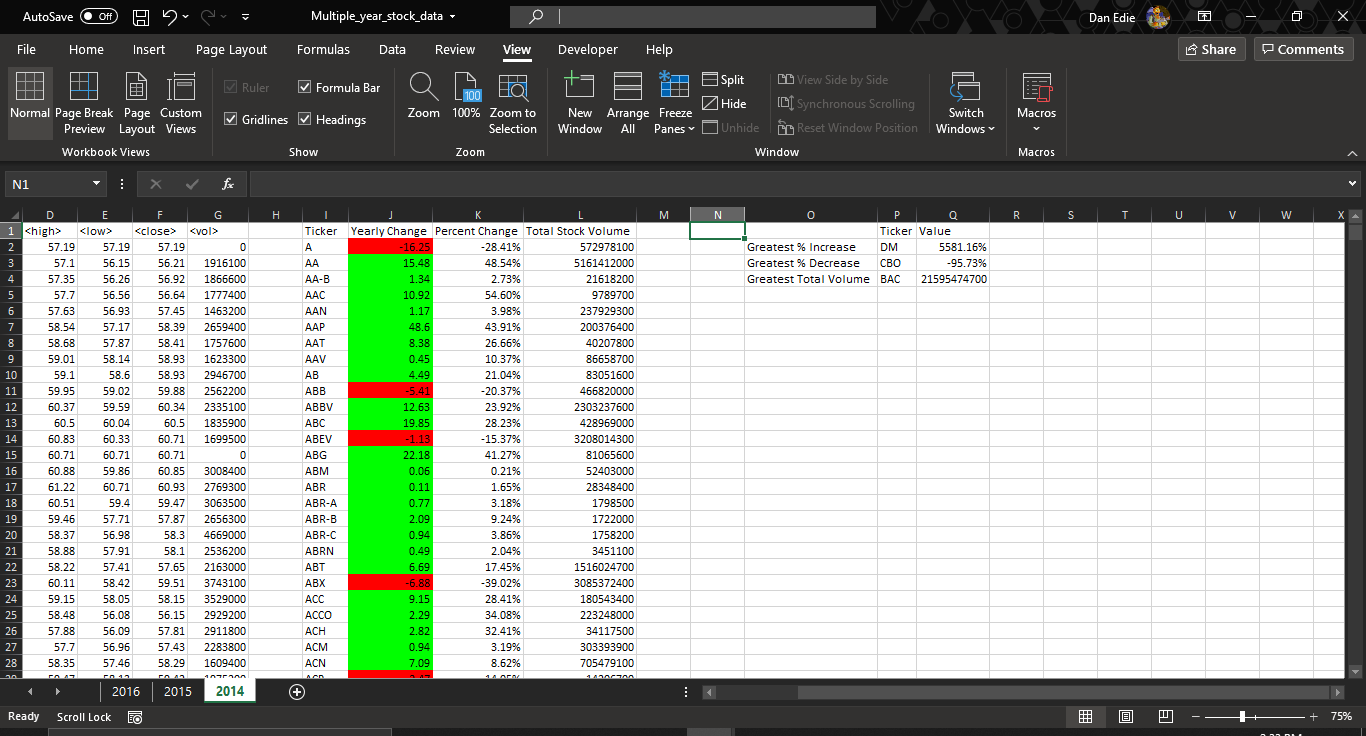 AutoSave Off Multiple_year_stock_data Dan Edie
File Home Insert Page Layout Formulas Data Review View Developer Help Share Comments
Normal Page Break Preview Page Layout Custom Views
Workbook Views
Ruler Formula Bar
Gridlines Headings
Show
Zoom 100% Zoom to Selection
Zoom
New Window Arrange All Freeze Panes
Split
Hide
Unhide
View Side by Side
Synchronous Scrolling
Reset Window Position
Switch Windows
Window
Macros
Macros
N1 fx
D E F G H I J K L M N O P Q R S T U V W X
1 <high> <low> <close> <vol> Ticker Yearly Change Percent Change Total Stock Volume Ticker Value
2 57.19 57.19 57.19 0 A -16.25 -28.41% 572978100 Greatest % Increase DM 5581.16%
3 57.1 56.15 56.21 1916100 AA 15.48 48.54% 5161412000 Greatest % Decrease CBO -95.73%
4 57.35 56.26 56.92 1866600 AA-B 1.34 2.73% 21618200 Greatest Total Volume BAC 21595474700
5 57.7 56.56 56.64 1777400 AAC 10.92 54.60% 9789700
6 57.63 56.93 57.45 1463200 AAN 1.17 3.98% 237929300
7 58.54 57.17 58.39 2659400 AAP 48.6 43.91% 200376400
8 58.68 57.87 58.41 1757600 AAT 8.38 26.66% 40207800
9 59.01 58.14 58.93 1623300 AAV 0.45 10.37% 86658700
10 59.1 58.6 58.93 2946700 AB 4.49 21.04% 83051600
11 59.95 59.02 59.88 2562200 ABB -5.41 -20.37% 466820000
12 60.37 59.59 60.34 2335100 ABBV 12.63 23.92% 2303237600
13 60.5 60.04 60.5 1835900 ABC 19.85 28.23% 428969000
14 60.83 60.33 60.71 1699500 ABEV -1.13 -15.37% 3208014300
15 60.71 60.71 60.71 0 ABG 22.18 41.27% 81065600
16 60.88 59.86 60.85 3008400 ABM 0.06 0.21% 52403000
17 61.22 60.71 60.93 2769300 ABR 0.11 1.65% 28348400
18 60.51 59.4 59.47 3063500 ABR-A 0.77 3.18% 1798500
19 59.46 57.71 57.87 2656300 ABR-B 2.09 9.24% 1722000
20 58.37 56.98 58.3 4669000 ABR-C 0.94 3.86% 1758200
21 58.88 57.91 58.1 2536200 ABRN 0.49 2.04% 3451100
22 58.22 57.41 57.65 2163000 ABT 6.69 17.45% 1516024700
23 60.11 58.42 59.51 3743100 ABX -6.88 -39.02% 3085372400
24 59.15 58.05 58.15 3529000 ACC 9.15 28.41% 180543400
25 58.48 56.08 56.15 2929200 ACCO 2.29 34.08% 223248000
26 57.88 56.09 57.81 2911800 ACH 2.82 32.41% 34117500
27 57.7 56.96 57.43 2283800 ACM 0.94 3.19% 303393900
28 58.35 57.46 58.29 1609400 ACN 7.09 8.62% 705479100
2016 2015 2014
Ready Scroll Lock 75%